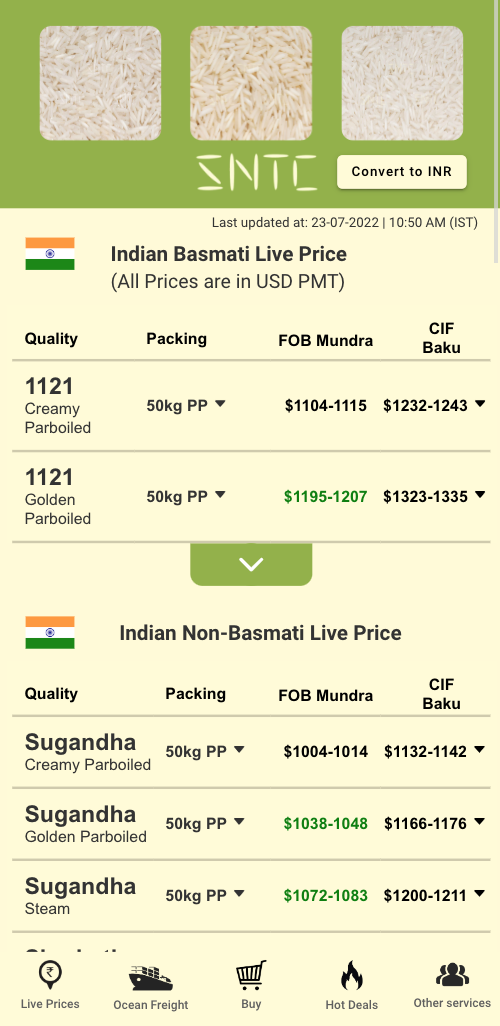 SNTC
Convert to INR
Last updated at: 23-07-2022 | 10:50 AM (IST)
Indian Basmati Live Price
(All Prices are in USD PMT)
Quality Packing FOB Mundra CIF Baku
1121
Creamy Parboiled 50kg PP $1104-1115 $1232-1243
1121
Golden Parboiled 50kg PP $1195-1207 $1323-1335
Indian Non-Basmati Live Price
Quality Packing FOB Mundra CIF Baku
Sugandha
Creamy Parboiled 50kg PP $1004-1014 $1132-1142
Sugandha
Golden Parboiled 50kg PP $1038-1048 $1166-1176
Sugandha
Steam 50kg PP $1072-1083 $1200-1211
₹
Live Prices Ocean Freight Buy Hot Deals Other services